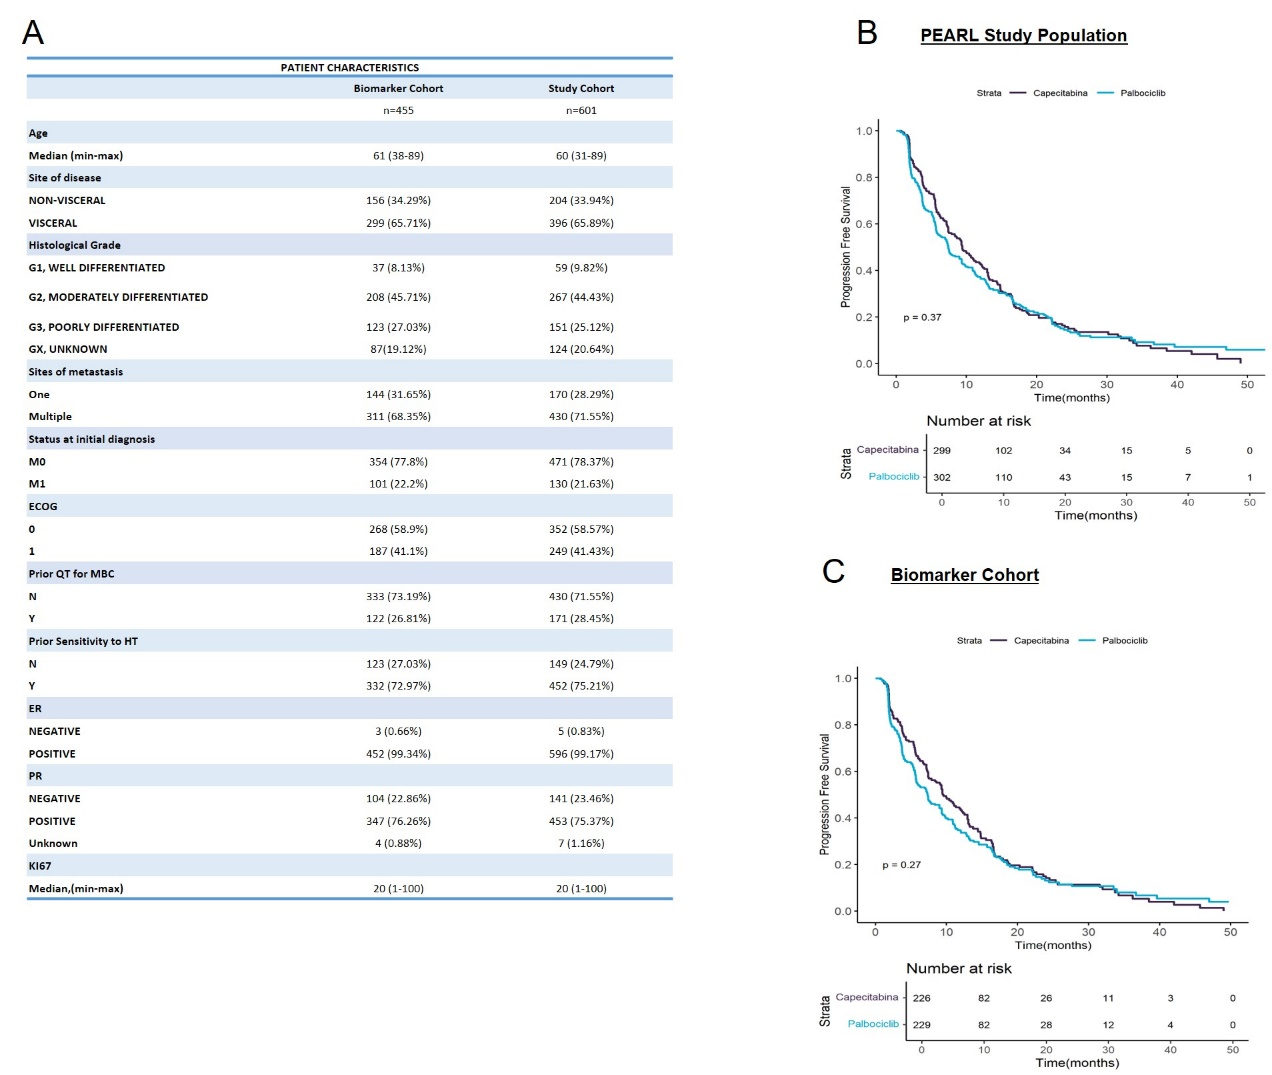 A
PATIENT CHARACTERISTICS
Biomarker Cohort Study Cohort
n=455 n=601
Age
Median (min-max) 61 (38-89) 60 (31-89)
Site of disease
NON-VISCERAL 156 (34.29%) 204 (33.94%)
VISCERAL 299 (65.71%) 396 (65.89%)
Histological Grade
G1, WELL DIFFERENTIATED 37 (8.13%) 59 (9.82%)
G2, MODERATELY DIFFERENTIATED 208 (45.71%) 267 (44.43%)
G3, POORLY DIFFERENTIATED 123 (27.03%) 151 (25.12%)
GX, UNKNOWN 87(19.12%) 124 (20.64%)
Sites of metastasis
One 144 (31.65%) 170 (28.29%)
Multiple 311 (68.35%) 430 (71.55%)
Status at initial diagnosis
M0 354 (77.8%) 471 (78.37%)
M1 101 (22.2%) 130 (21.63%)
ECOG
0 268 (58.9%) 352 (58.57%)
1 187 (41.1%) 249 (41.43%)
Prior QT for MBC
N 333 (73.19%) 430 (71.55%)
Y 122 (26.81%) 171 (28.45%)
Prior Sensitivity to HT
N 123 (27.03%) 149 (24.79%)
Y 332 (72.97%) 452 (75.21%)
ER
NEGATIVE 3 (0.66%) 5 (0.83%)
POSITIVE 452 (99.34%) 596 (99.17%)
PR
NEGATIVE 104 (22.86%) 141 (23.46%)
POSITIVE 347 (76.26%) 453 (75.37%)
Unknown 4 (0.88%) 7 (1.16%)
KI67
Median,(min-max) 20 (1-100) 20 (1-100)
B PEARL Study Population
Strata Capecitabina Palbociclib
Progression Free Survival
1.0
0.8
0.6
0.4
0.2
0.0
p = 0.37
0 10 20 30 40 50
Time(months)
Number at risk
Strata
Capecitabina 299 102 34 15 5 0
Palbociclib 302 110 43 15 7 1
0 10 20 30 40 50
Time(months)
C Biomarker Cohort
Strata Capecitabina Palbociclib
Progression Free Survival
1.0
0.8
0.6
0.4
0.2
0.0
p = 0.27
0 10 20 30 40 50
Time(months)
Number at risk
Strata
Capecitabina 226 82 26 11 3 0
Palbociclib 229 82 28 12 4 0
0 10 20 30 40 50
Time(months)